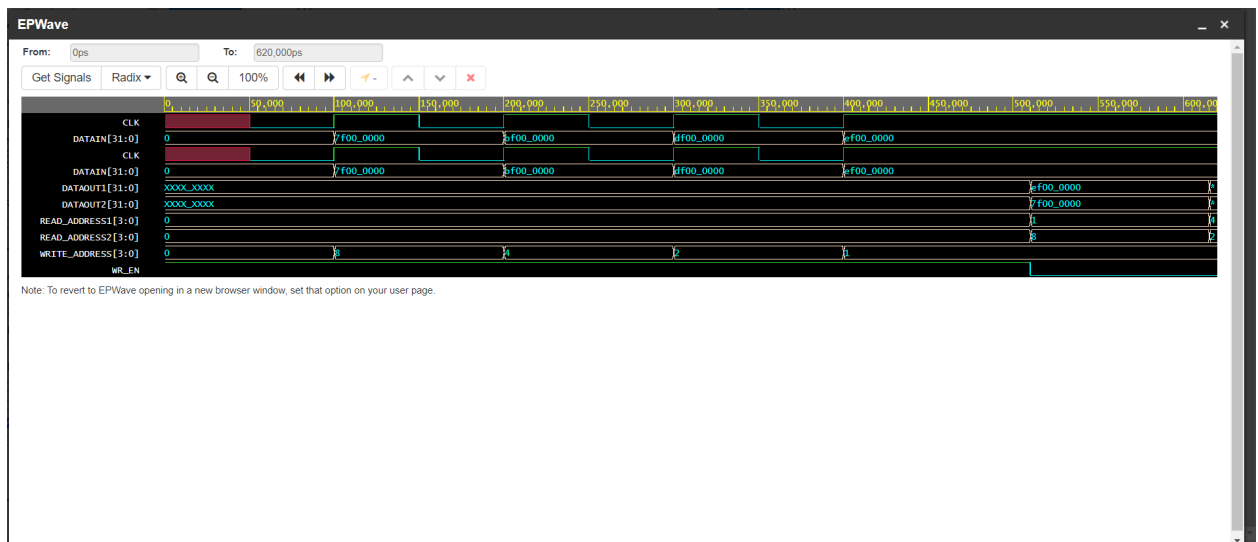 EPWave
From: 0ps To: 620,000ps
Get Signals Radix 100% -
0 50,000 100,000 150,000 200,000 250,000 300,000 350,000 400,000 450,000 500,000 550,000 600,00
CLK
DATAIN[31:0] 0 7f00_0000 bf00_0000 df00_0000 ef00_0000
CLK
DATAIN[31:0] 0 7f00_0000 bf00_0000 df00_0000 ef00_0000
DATAOUT1[31:0] XXXX_XXXX ef00_0000 *
DATAOUT2[31:0] XXXX_XXXX 7f00_0000 *
READ_ADDRESS1[3:0] 0 1 4
READ_ADDRESS2[3:0] 0 8 2
WRITE_ADDRESS[3:0] 0 8 4 2 1
WR_EN
Note: To revert to EPWave opening in a new browser window, set that option on your user page.